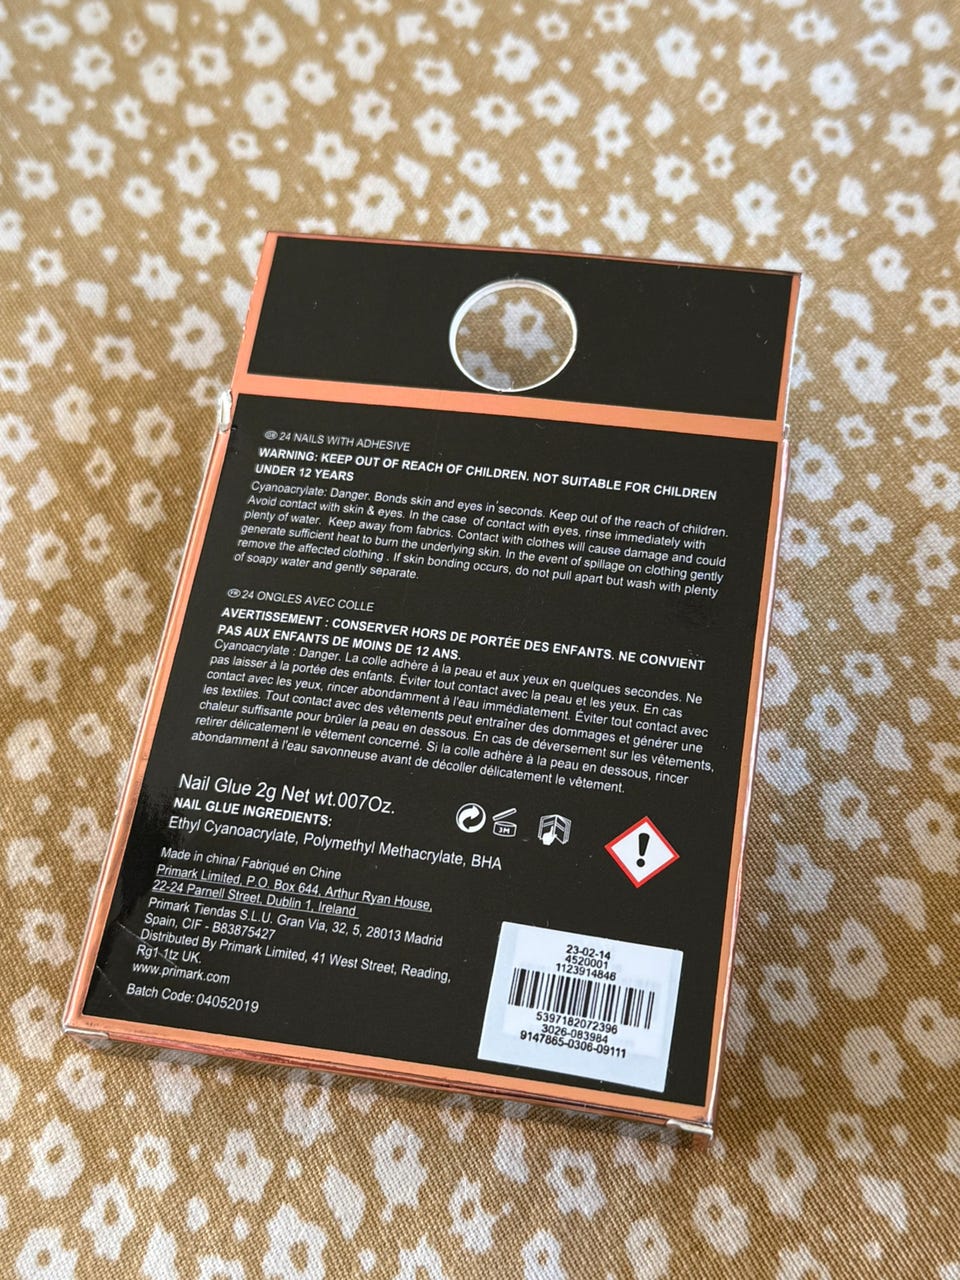 UK 24 NAILS WITH ADHESIVE
WARNING: KEEP OUT OF REACH OF CHILDREN. NOT SUITABLE FOR CHILDREN
UNDER 12 YEARS
Cyanoacrylate: Danger. Bonds skin and eyes in seconds. Keep out of the reach of children.
Avoid contact with skin & eyes. In the case of contact with eyes, rinse immediately with
plenty of water. Keep away from fabrics. Contact with clothes will cause damage and could
generate sufficient heat to burn the underlying skin. In the event of spillage on clothing gently
remove the affected clothing . If skin bonding occurs, do not pull apart but wash with plenty
of soapy water and gently separate.
FR 24 ONGLES AVEC COLLE
AVERTISSEMENT : CONSERVER HORS DE PORTÉE DES ENFANTS. NE CONVIENT
PAS AUX ENFANTS DE MOINS DE 12 ANS.
Cyanoacrylate : Danger. La colle adhère à la peau et aux yeux en quelques secondes. Ne
pas laisser à la portée des enfants. Éviter tout contact avec la peau et les yeux. En cas
contact avec les yeux, rincer abondamment à l'eau immédiatement. Éviter tout contact avec
les textiles. Tout contact avec des vêtements peut entraîner des dommages et générer une
chaleur suffisante pour brûler la peau en dessous. En cas de déversement sur les vêtements,
retirer délicatement le vêtement concerné. Si la colle adhère à la peau en dessous, rincer
abondamment à l'eau savonneuse avant de décoller délicatement le vêtement.
Nail Glue 2g Net wt.007Oz.
NAIL GLUE INGREDIENTS:
Ethyl Cyanoacrylate, Polymethyl Methacrylate, BHA
3M
Made in china/ Fabriqué en Chine
Primark Limited, P.O. Box 644, Arthur Ryan House,
22-24 Parnell Street, Dublin 1, Ireland
Primark Tiendas S.L.U. Gran Via, 32, 5, 28013 Madrid
Spain, CIF - B83875427
Distributed By Primark Limited, 41 West Street, Reading,
Rg1 1tz UK.
www.primark.com
Batch Code: 04052019
23-02-14
4520001
1123914846
5397182072396
3026-083984
9147865-0306-09111